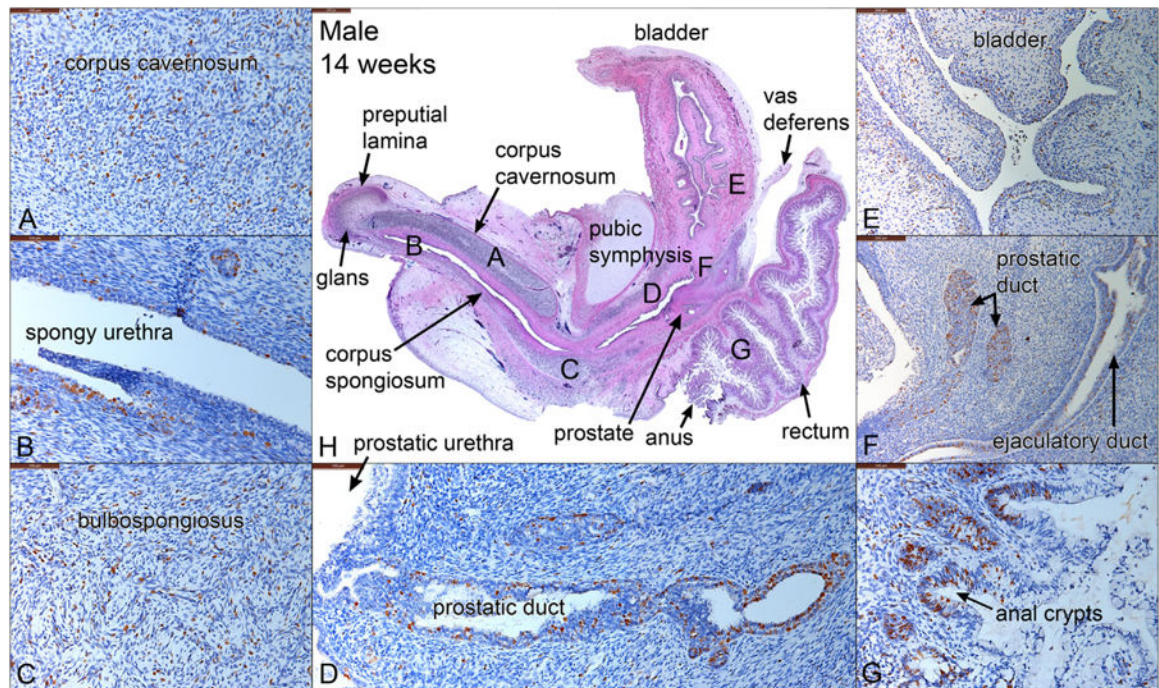 corpus cavernosum
A
spongy urethra
B
bulbospongiosus
C
Male
14 weeks
bladder
preputial
lamina
corpus
cavernosum
vas
deferens
glans
B
A
pubic
symphysis
E
F
D
G
C
corpus
spongiosum
prostate
anus
rectum
H
prostatic urethra
prostatic duct
D
bladder
E
prostatic
duct
ejaculatory duct
F
anal crypts
G